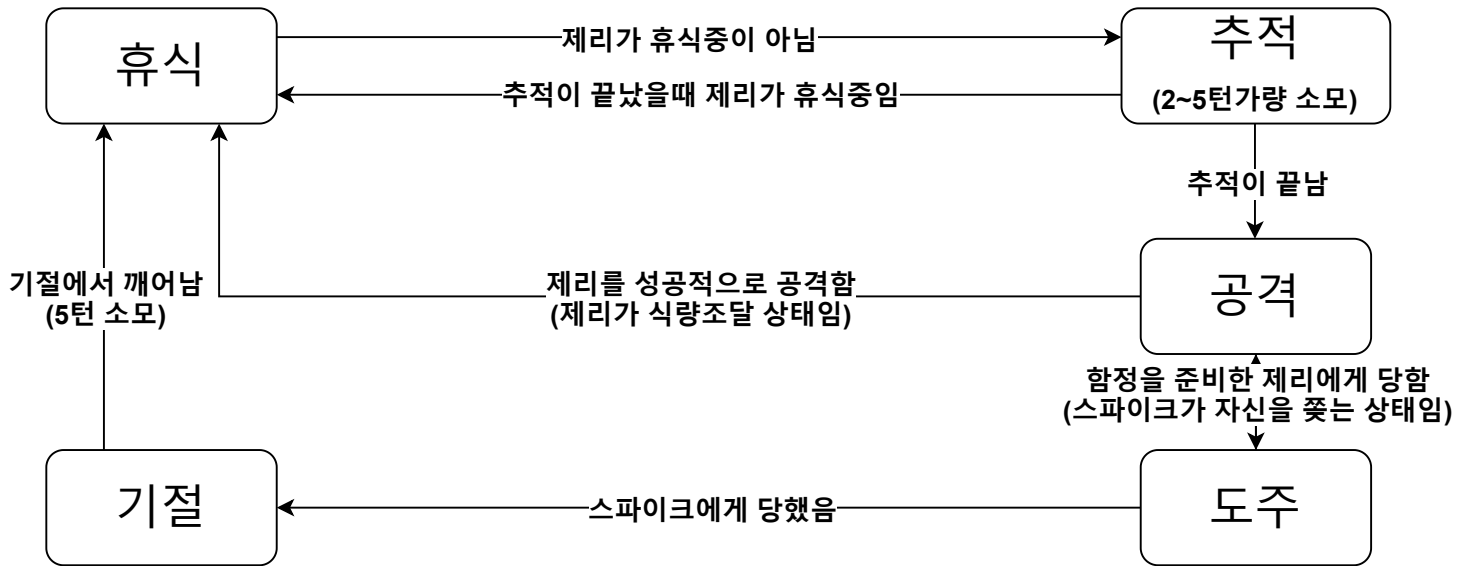 휴식
제리가 휴식중이 아님
추적
추적이 끝났을때 제리가 휴식중임
(2~5턴가량 소모)
추적이 끝남
기절에서 깨어남
(5턴 소모)
제리를 성공적으로 공격함
(제리가 식량조달 상태임)
공격
함정을 준비한 제리에게 당함
(스파이크가 자신을 쫓는 상태임)
기절
스파이크에게 당했음
도주